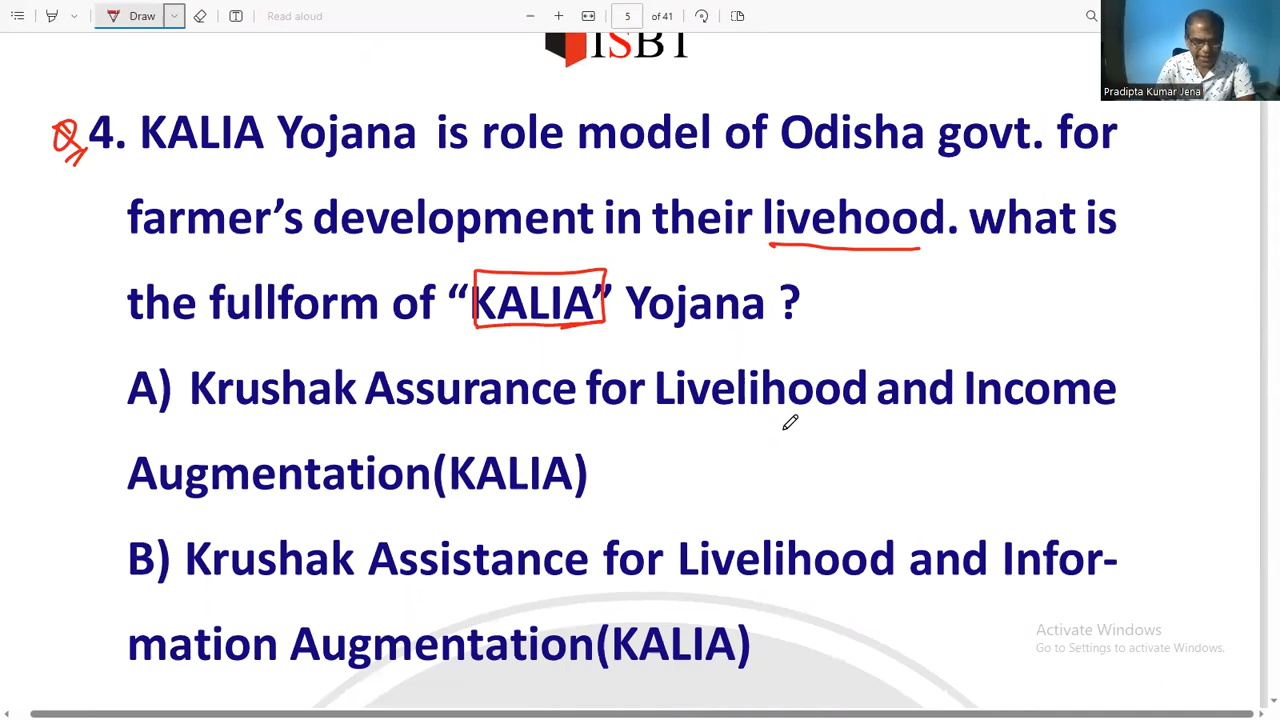 Draw
Read aloud
5 of 41
ISBT
Pradipta Kumar Jena
Q 4. KALIA Yojana is role model of Odisha govt. for
farmer’s development in their livehood. what is
the fullform of “KALIA” Yojana ?
A) Krushak Assurance for Livelihood and Income
Augmentation(KALIA)
B) Krushak Assistance for Livelihood and Infor-
mation Augmentation(KALIA)
Activate Windows
Go to Settings to activate Windows.